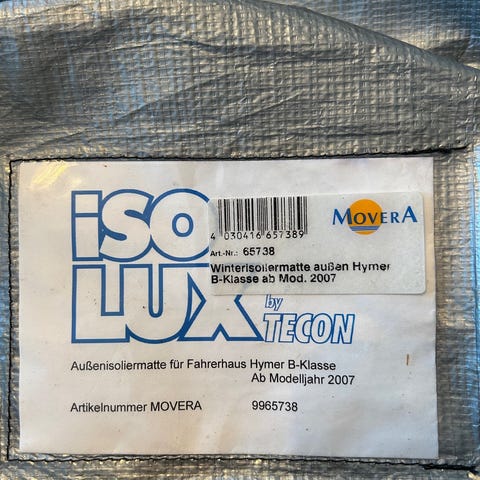 iSO
LUX
by
TECON
4 030416 657389
MOVERA
Art.-Nr.: 65738
Winterisoliermatte außen Hymer
B-Klasse ab Mod. 2007
Außenisoliermatte für Fahrerhaus Hymer B-Klasse
Ab Modelljahr 2007
Artikelnummer MOVERA 9965738